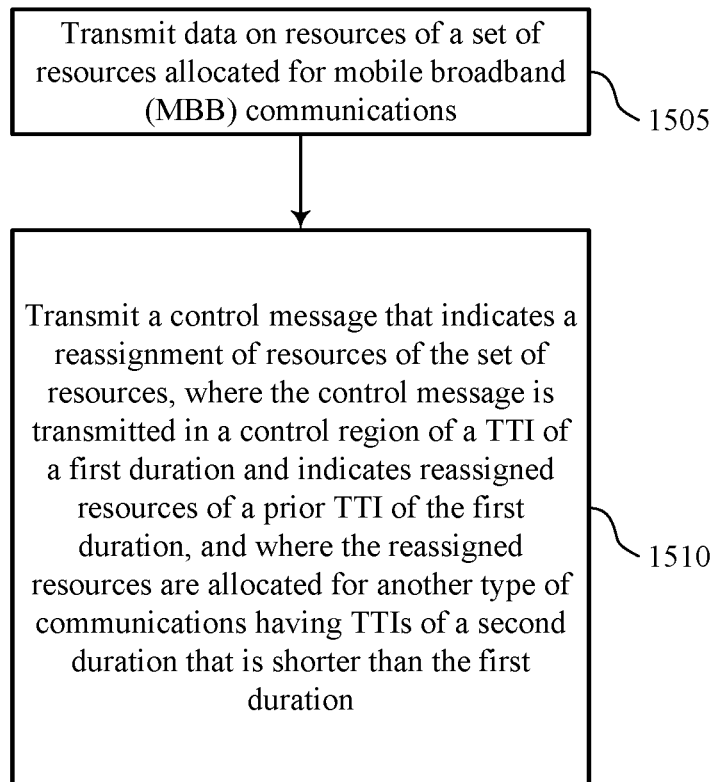 Transmit data on resources of a set of
resources allocated for mobile broadband
(MBB) communications
1505
Transmit a control message that indicates a
reassignment of resources of the set of
resources, where the control message is
transmitted in a control region of a TTI of
a first duration and indicates reassigned
resources of a prior TTI of the first
duration, and where the reassigned
resources are allocated for another type of
communications having TTIs of a second
duration that is shorter than the first
duration
1510